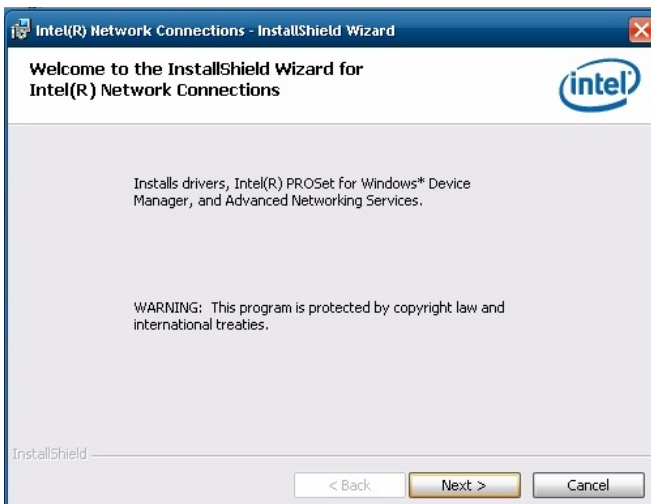 Intel(R) Network Connections - InstallShield Wizard
Welcome to the InstallShield Wizard for
Intel(R) Network Connections
intel
Installs drivers, Intel(R) PROSet for Windows* Device
Manager, and Advanced Networking Services.
WARNING: This program is protected by copyright law and
international treaties.
InstallShield
< Back
Next >
Cancel